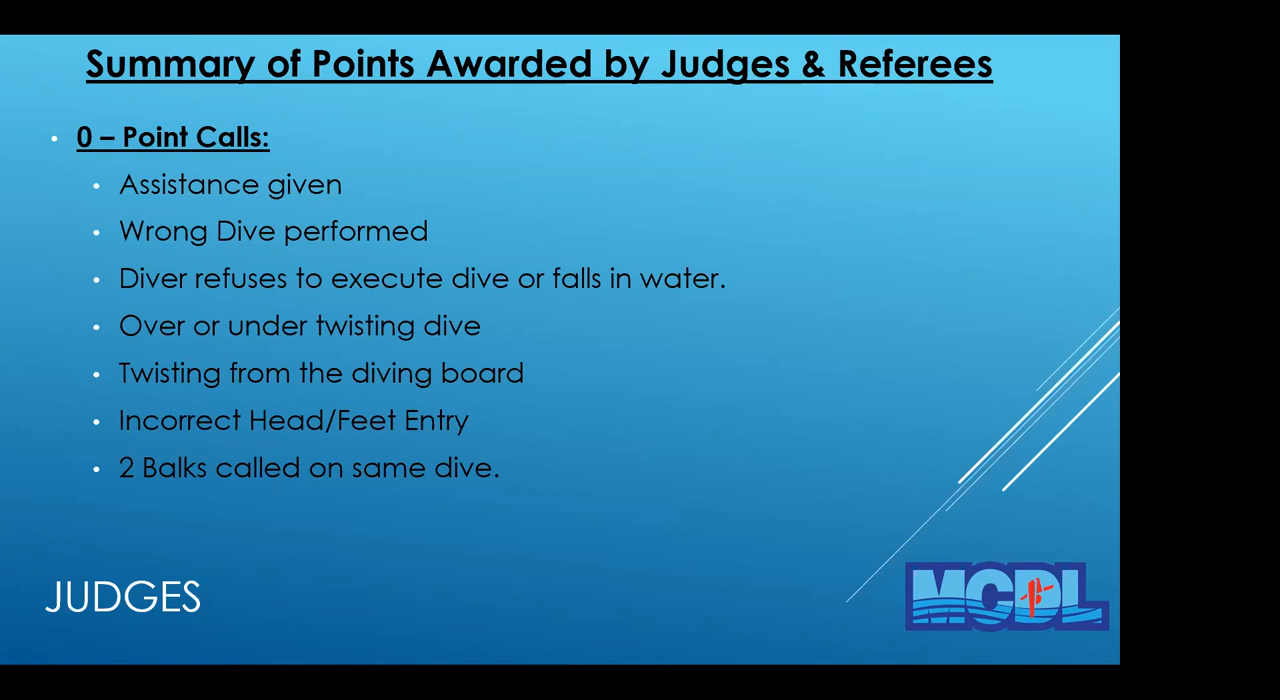 Summary of Points Awarded by Judges & Referees
0 – Point Calls:
Assistance given
Wrong Dive performed
Diver refuses to execute dive or falls in water.
Over or under twisting dive
Twisting from the diving board
Incorrect Head/Feet Entry
2 Balks called on same dive.
JUDGES
MCDL